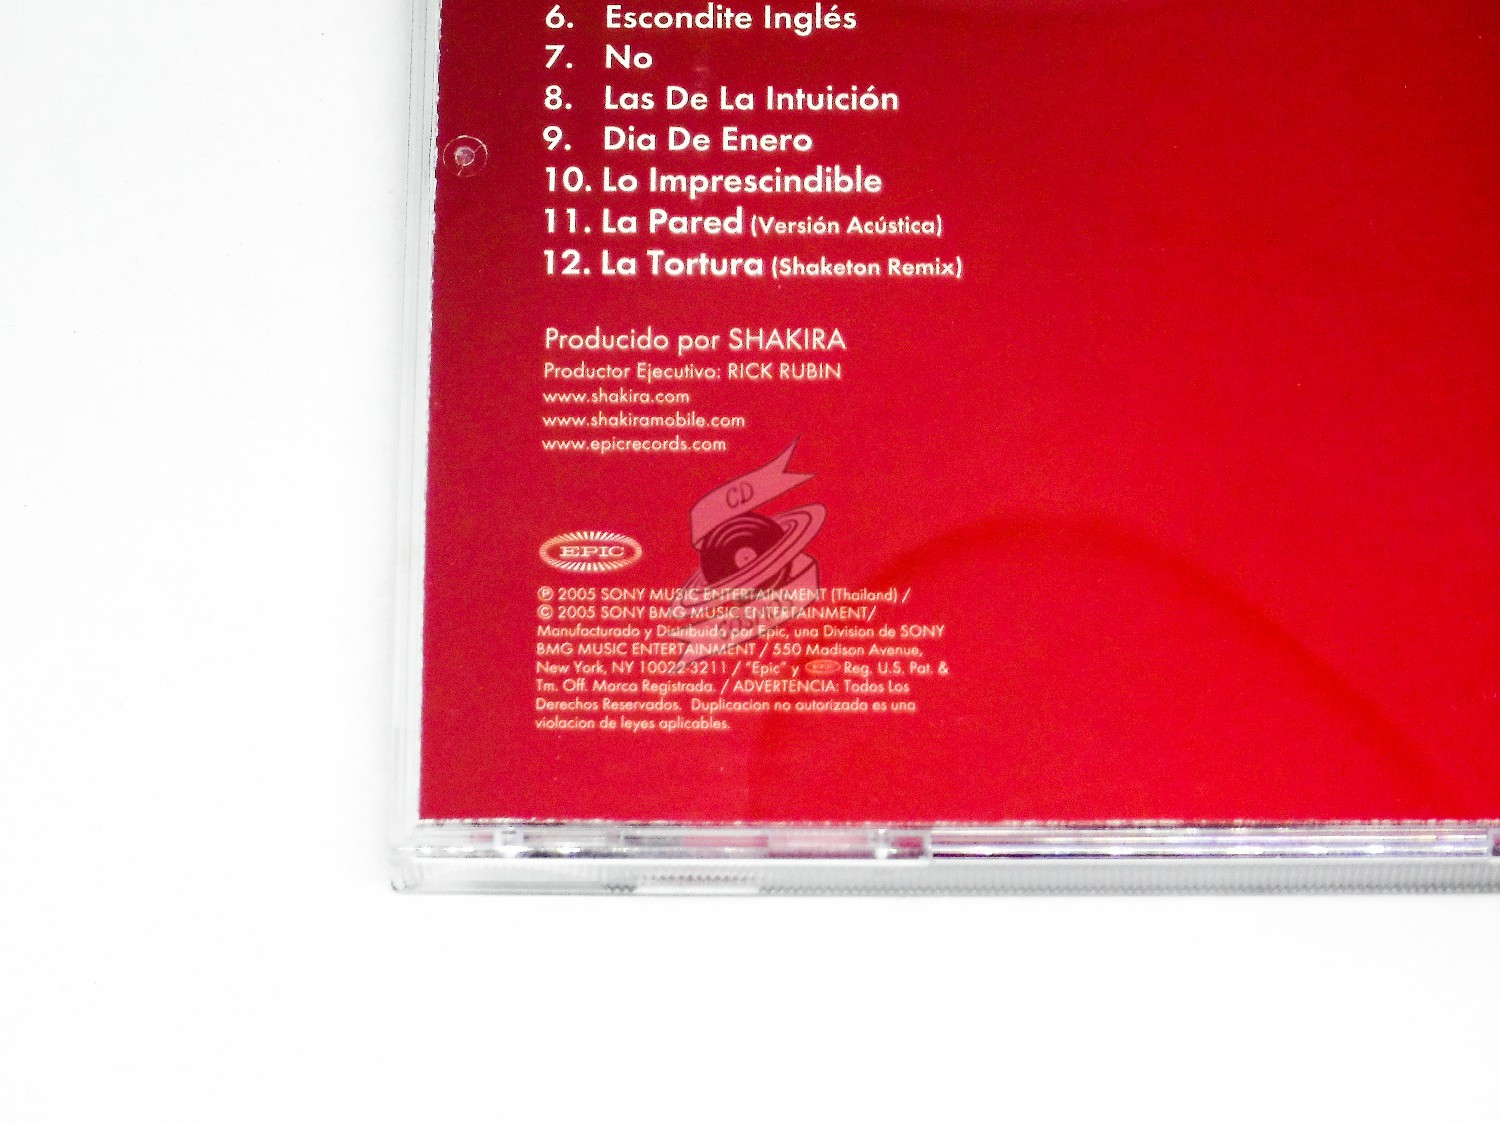 6. Escondite Inglés
7. No
8. Las De La Intuición
9. Dia De Enero
10. Lo Imprescindible
11. La Pared (Versión Acústica)
12. La Tortura (Shaketon Remix)
Producido por SHAKIRA
Productor Ejecutivo: RICK RUBIN
www.shakira.com
www.shakiramobile.com
www.epicrecords.com
CD
EPIC
℗ 2005 SONY MUSIC ENTERTAINMENT (Thailand) /
© 2005 SONY BMG MUSIC ENTERTAINMENT/
Manufacturado y Distribuido por Epic, una Division de SONY
BMG MUSIC ENTERTAINMENT / 550 Madison Avenue,
New York, NY 10022-3211 / "Epic" y EPIC Reg. U.S. Pat. &
Tm. Off. Marca Registrada. / ADVERTENCIA: Todos Los
Derechos Reservados. Duplicacion no autorizada es una
violacion de leyes aplicables.